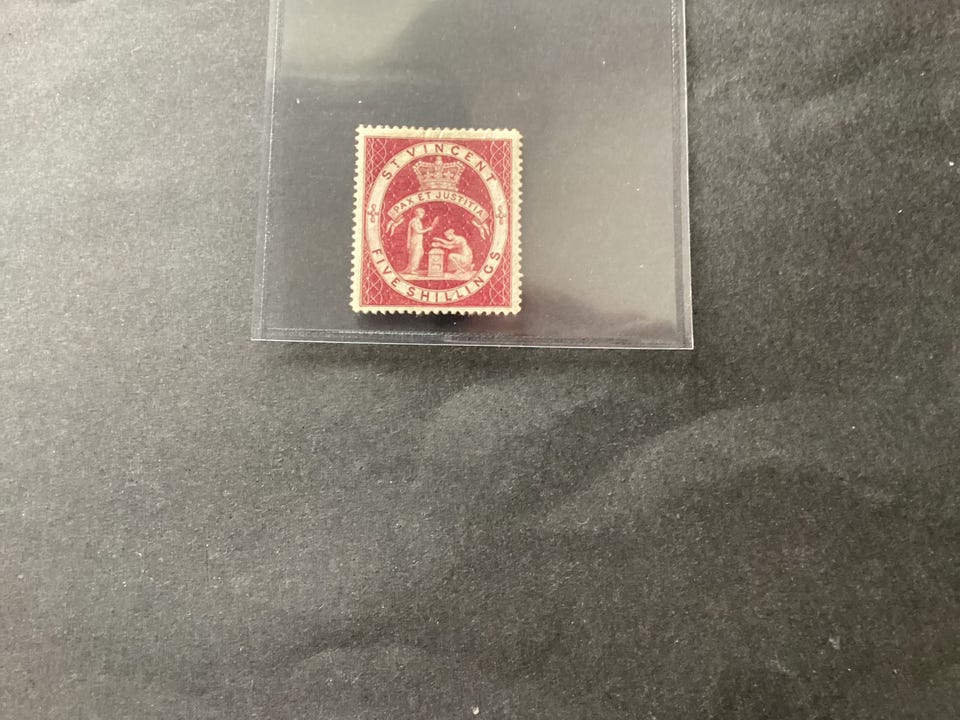 ST VINCENT
PAX ET JUSTITIA
FIVE SHILLINGS